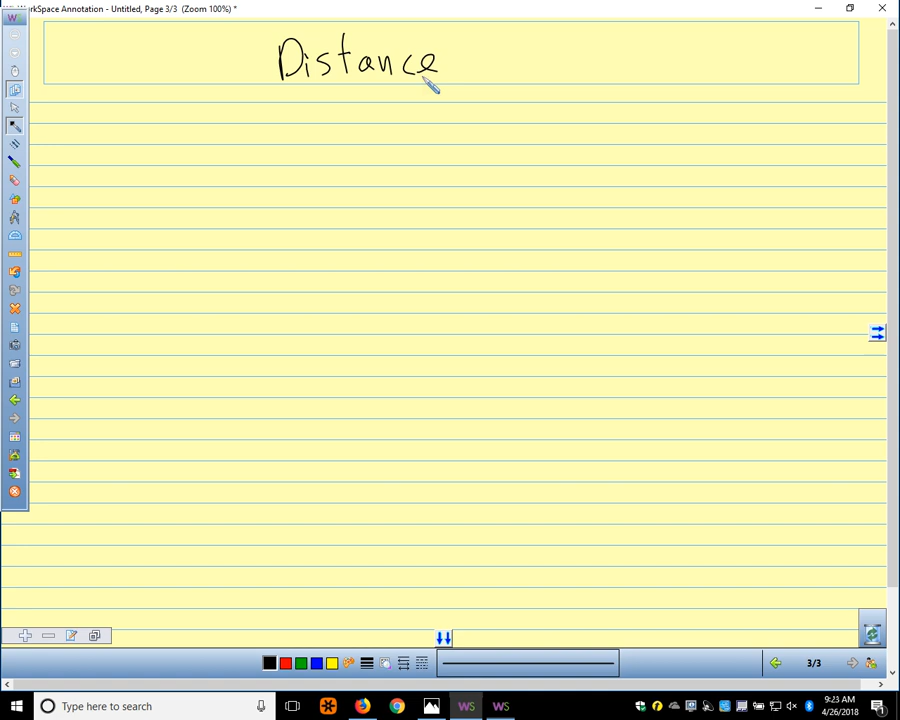 WorkSpace Annotation - Untitled, Page 3/3 (Zoom 100%) *
Distance
3/3
Type here to search
9:23 AM
4/26/2018